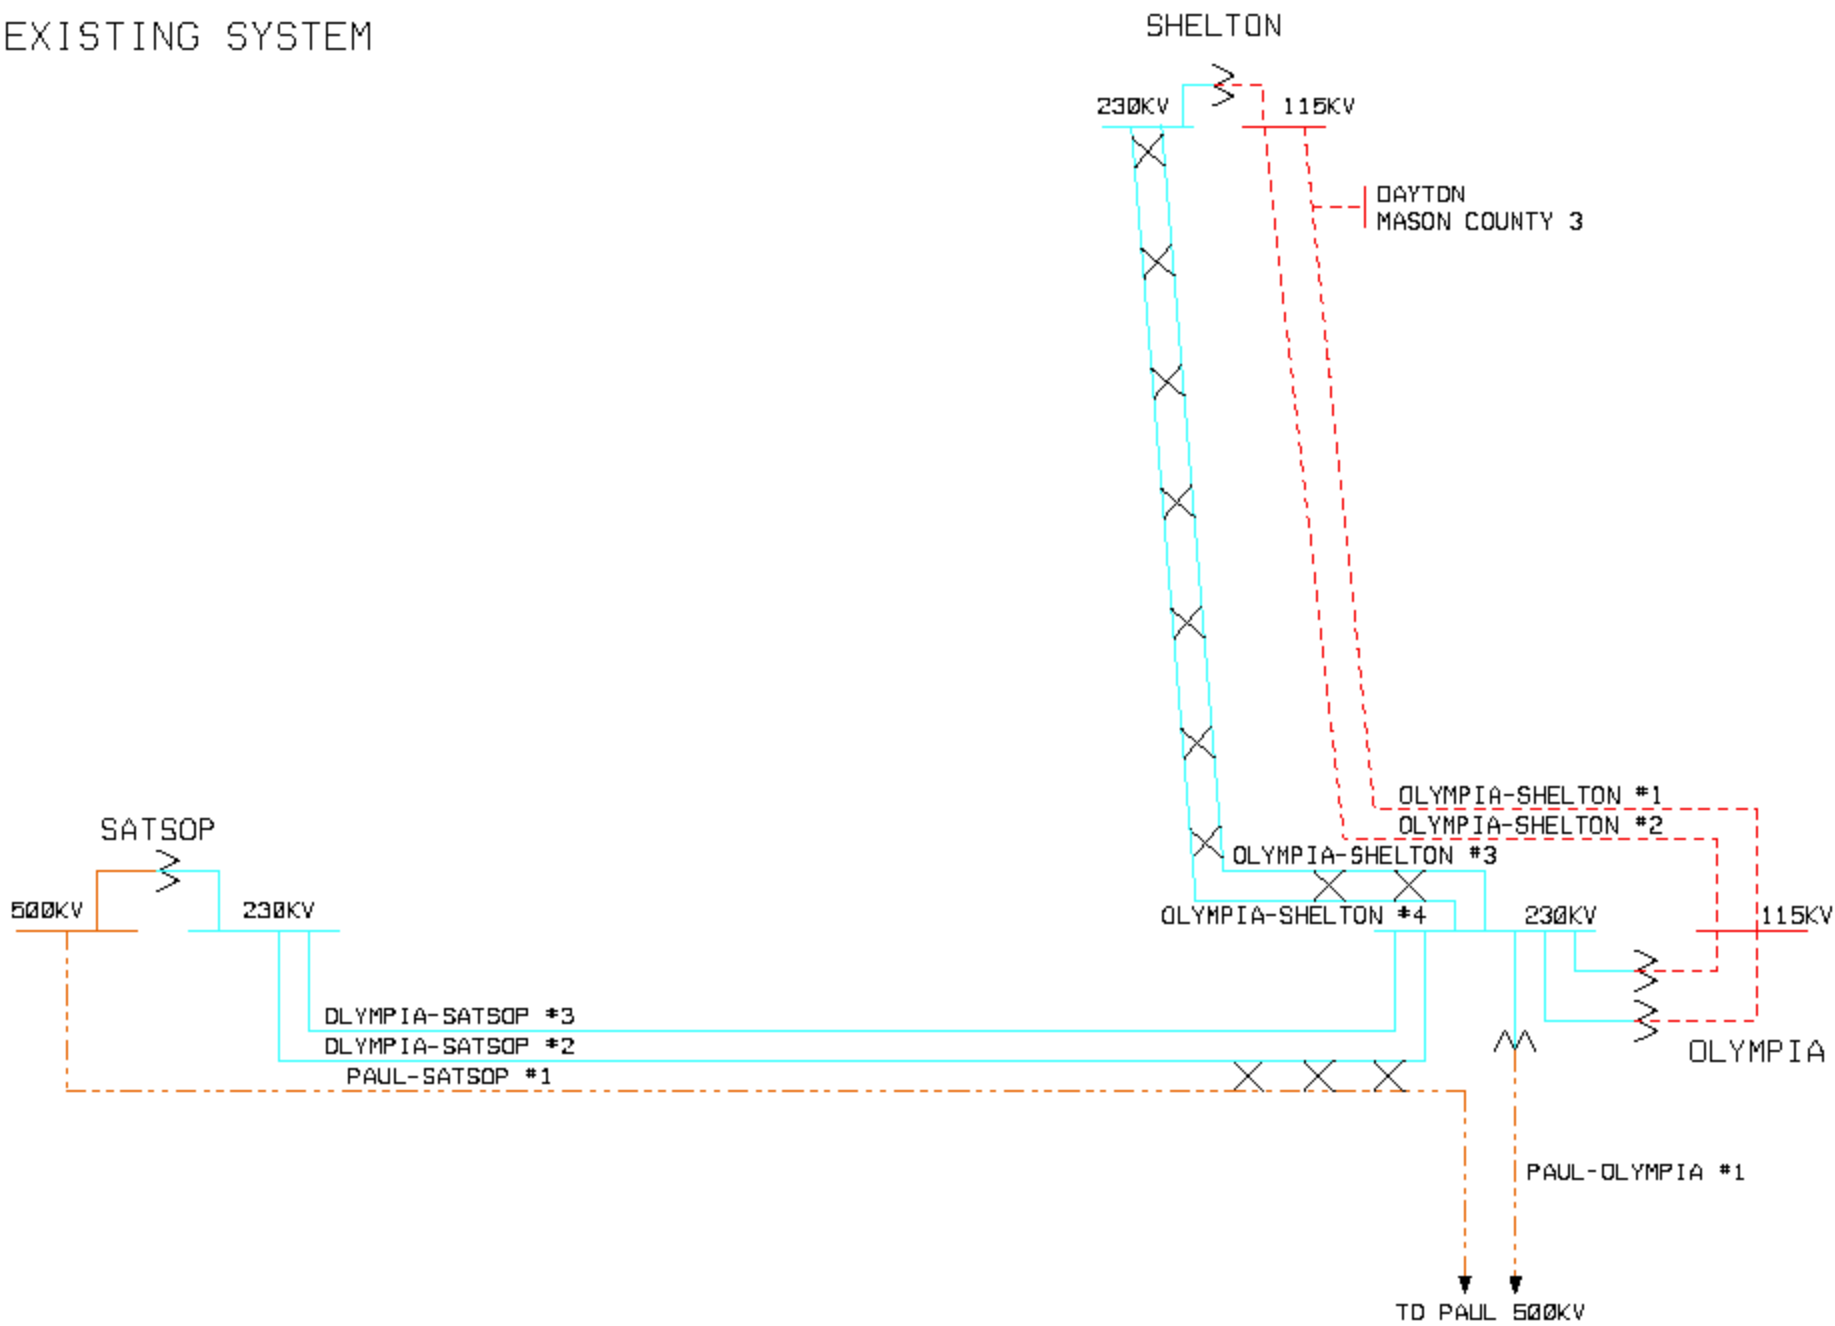 EXISTING SYSTEM
SHELTON
230KV
115KV
DAYTON
MASON COUNTY 3
OLYMPIA-SHELTON #1
OLYMPIA-SHELTON #2
SATSOP
OLYMPIA-SHELTON #3
500KV
230KV
OLYMPIA-SHELTON #4
230KV
115KV
OLYMPIA-SATSOP #3
OLYMPIA-SATSOP #2
OLYMPIA
PAUL-SATSOP #1
PAUL-OLYMPIA #1
TO PAUL 500KV